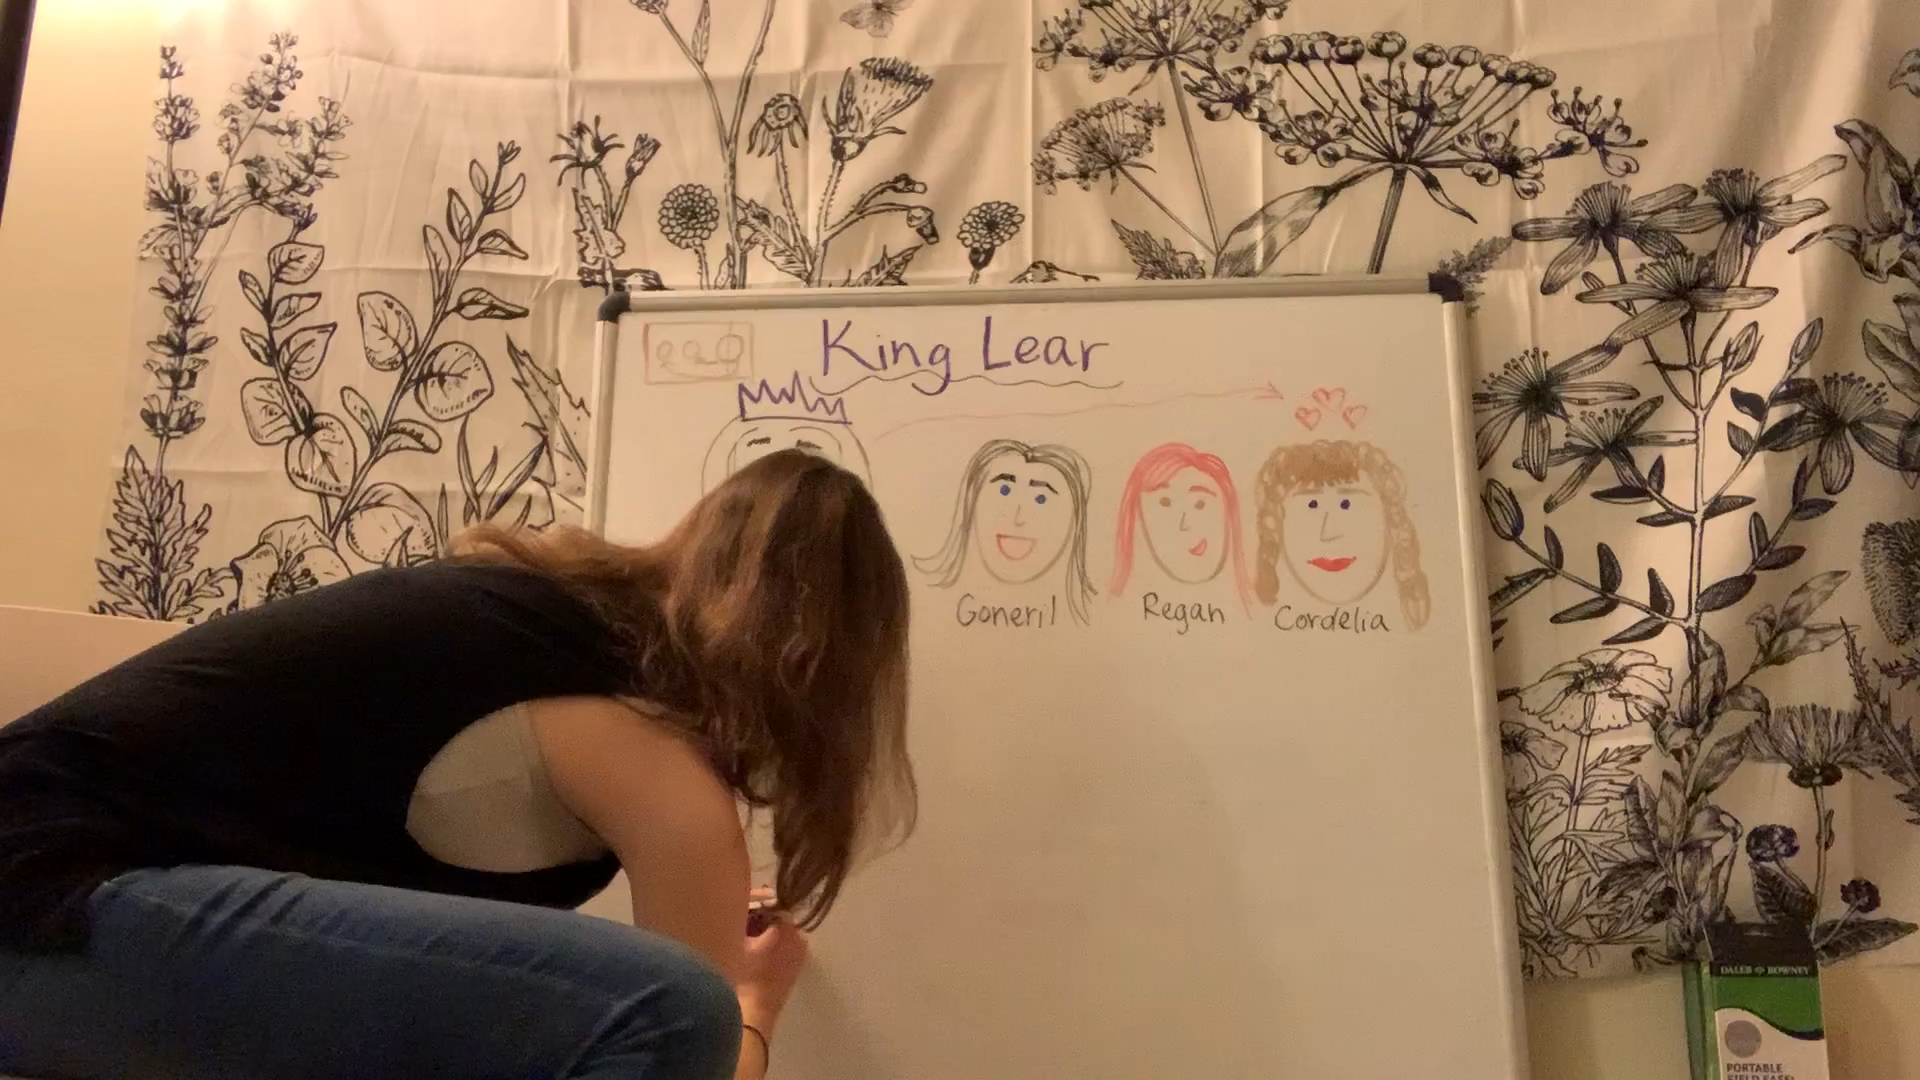 King Lear
Goneril
Regan
Cordelia
DALER ROWNEY
PORTABLE
FIELD EASEL